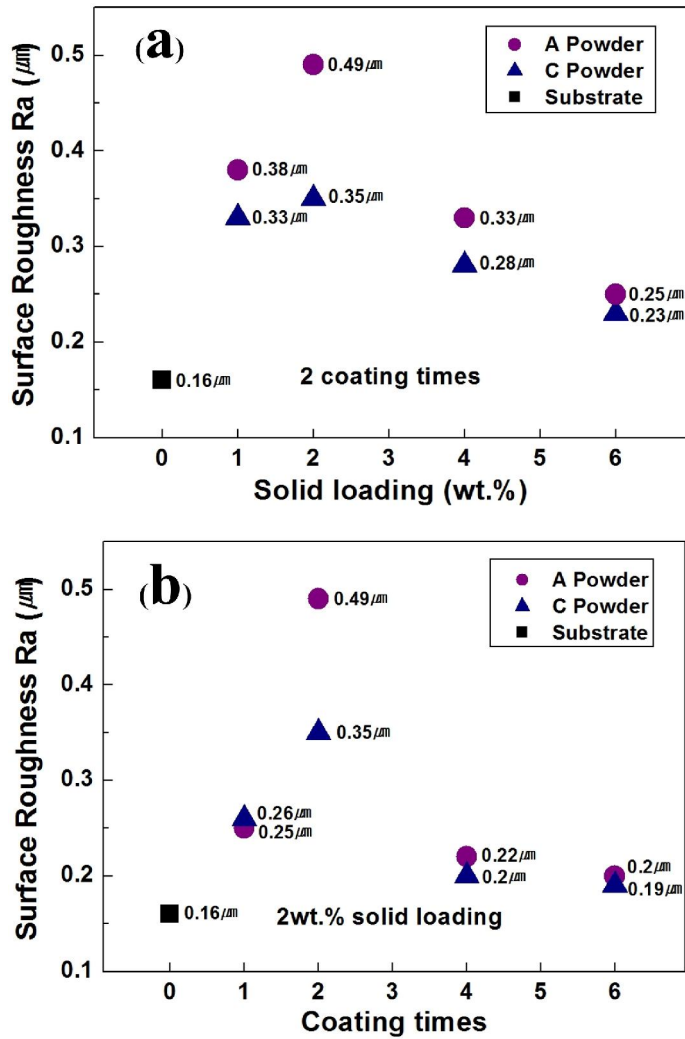 (a)
A Powder
C Powder
Substrate
Surface Roughness Ra (㎛)
0.5
0.4
0.3
0.2
0.1
0.49㎛
0.38㎛
0.33㎛
0.35㎛
0.33㎛
0.28㎛
0.25㎛
0.23㎛
0.16㎛
2 coating times
0 1 2 3 4 5 6
Solid loading (wt.%)
(b)
A Powder
C Powder
Substrate
Surface Roughness Ra (㎛)
0.5
0.4
0.3
0.2
0.1
0.49㎛
0.35㎛
0.26㎛
0.25㎛
0.22㎛
0.2㎛
0.2㎛
0.19㎛
0.16㎛
2wt.% solid loading
0 1 2 3 4 5 6
Coating times